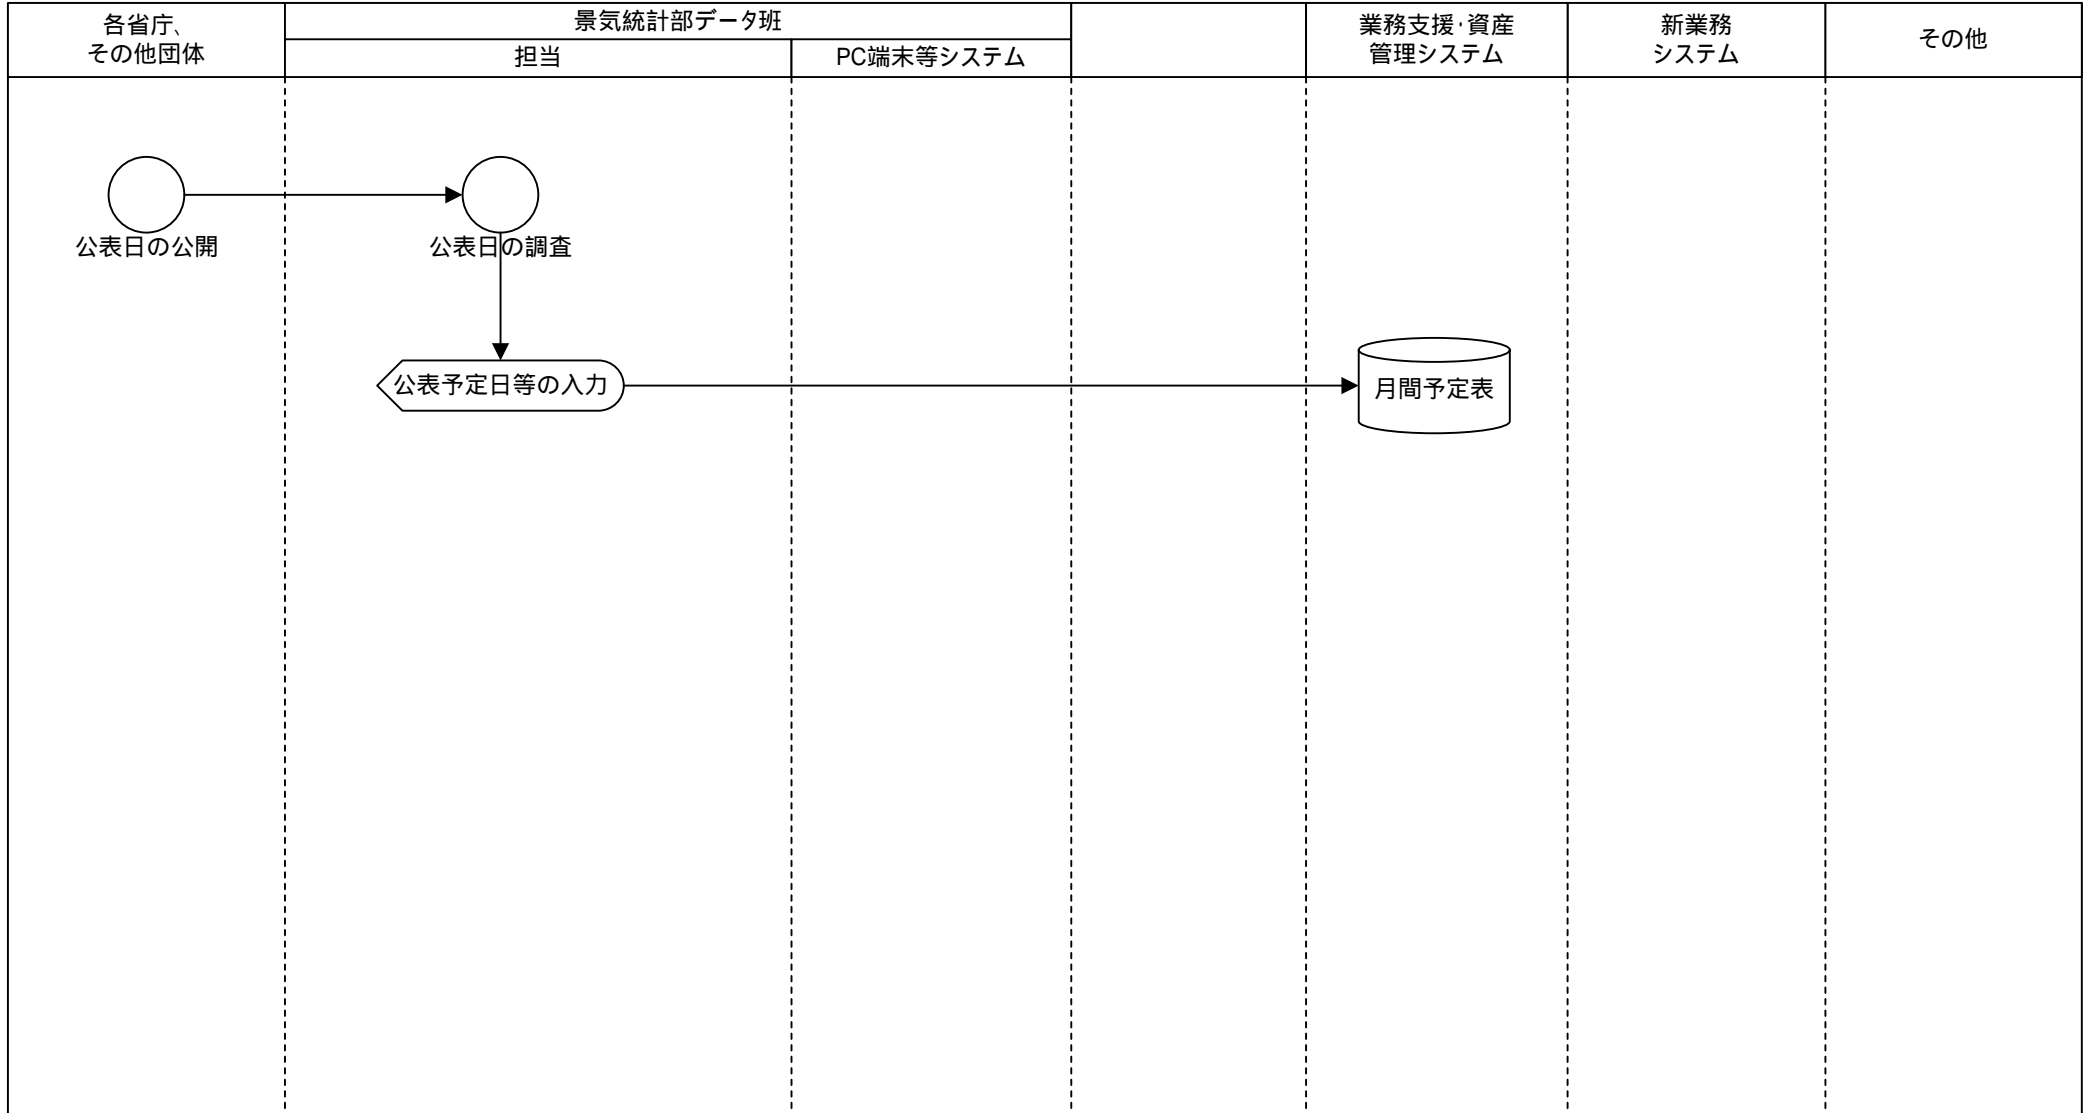 各省庁、
その他団体
景気統計部データ班
担当
PC端末等システム
業務支援・資産
管理システム
新業務
システム
その他
公表日の公開
公表日の調査
公表予定日等の入力
月間予定表